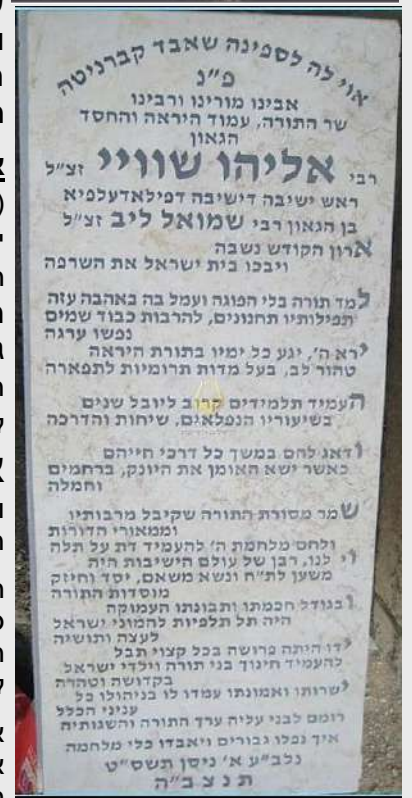 אוי לה לספינה שאבד קברניטה
פ"נ
אבינו מורינו ורבינו
שר התורה, עמוד היראה והחסד
הגאון
רבי אליהו שוויי זצ"ל
ראש ישיבה דישיבה דפילאדעלפיא
בן הגאון רבי שמואל ליב זצ"ל
ארון הקודש נשבה
ויבכו בית ישראל את השרפה
למד תורה בלי הפוגה ועמל בה באהבה עזה
תפילותיו תחנונים, להרבות כבוד שמים
נפשו ערגה
ירא ה', יגע כל ימיו בתורת היראה
טהור לב, בעל מדות תרומיות לתפארה
העמיד תלמידים קרוב ליובל שנים
בשיעוריו הנפלאים, שיחות והדרכה
ודאג להם במשך כל דרכי חייהם
כאשר ישא האומן את היונק, ברחמים
וחמלה
שמר מסורת התורה שקיבל מרבותיו
וממאורי הדורות
ולחם מלחמת ה' להעמיד דת על תלה
וי לנו, רבן של עולם הישיבות היה
משען לת"ח ונשא משאם, יסד וחיזק
מוסדות התורה
ובגודל חכמתו ותבונתו העמוקה
היה תל תלפיות להמוני ישראל
לעצה ותושיה
ידו היתה פרושה בכל קצוי תבל
להעמיד חינוך בני תורה וילדי ישראל
בקדושה וטהרה
ישרותו ואמונתו עמדו לו בניהולו כל
עניני הכלל
רומם לבני עליה ערך התורה והשגותיה
איך נפלו גבורים ויאבדו כלי מלחמה
נלב"ע א' ניסן תשס"ט
תנצב"ה